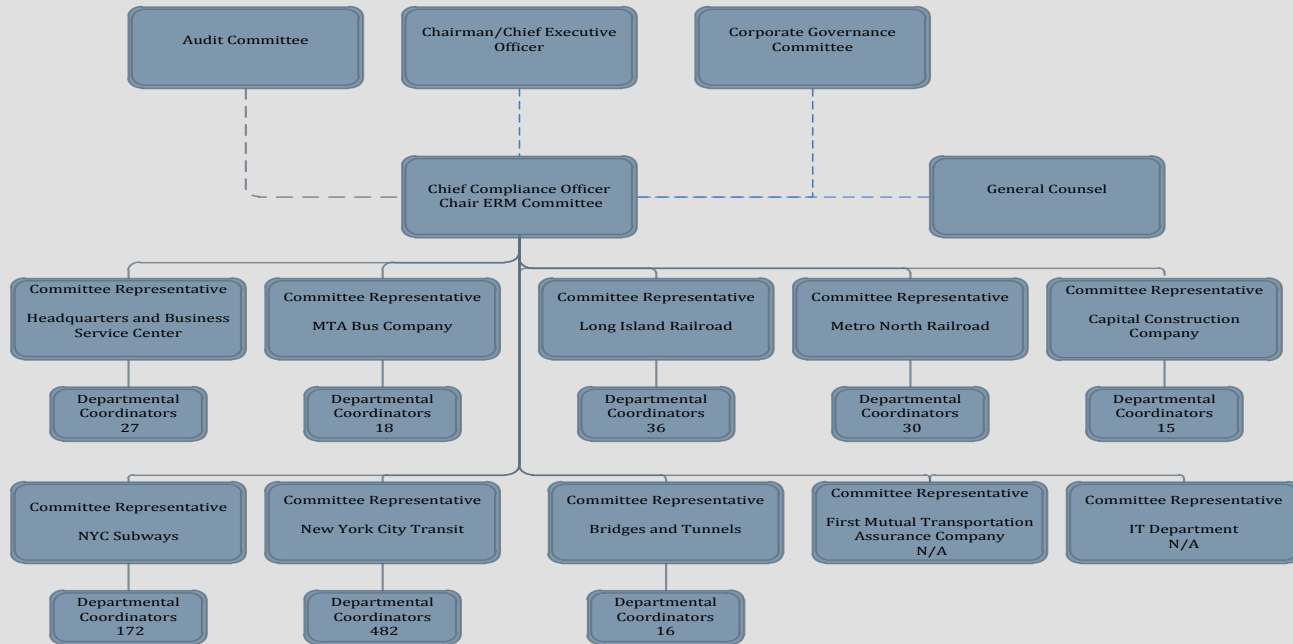 Audit Committee
Chairman/Chief Executive
Officer
Corporate Governance
Committee
Chief Compliance Officer
Chair ERM Committee
General Counsel
Committee Representative
Headquarters and Business
Service Center
Committee Representative
MTA Bus Company
Committee Representative
Long Island Railroad
Committee Representative
Metro North Railroad
Committee Representative
Capital Construction
Company
Departmental
Coordinators
27
Departmental
Coordinators
18
Departmental
Coordinators
36
Departmental
Coordinators
30
Departmental
Coordinators
15
Committee Representative
NYC Subways
Committee Representative
New York City Transit
Committee Representative
Bridges and Tunnels
Committee Representative
First Mutual Transportation
Assurance Company
N/A
Committee Representative
IT Department
N/A
Departmental
Coordinators
172
Departmental
Coordinators
482
Departmental
Coordinators
16